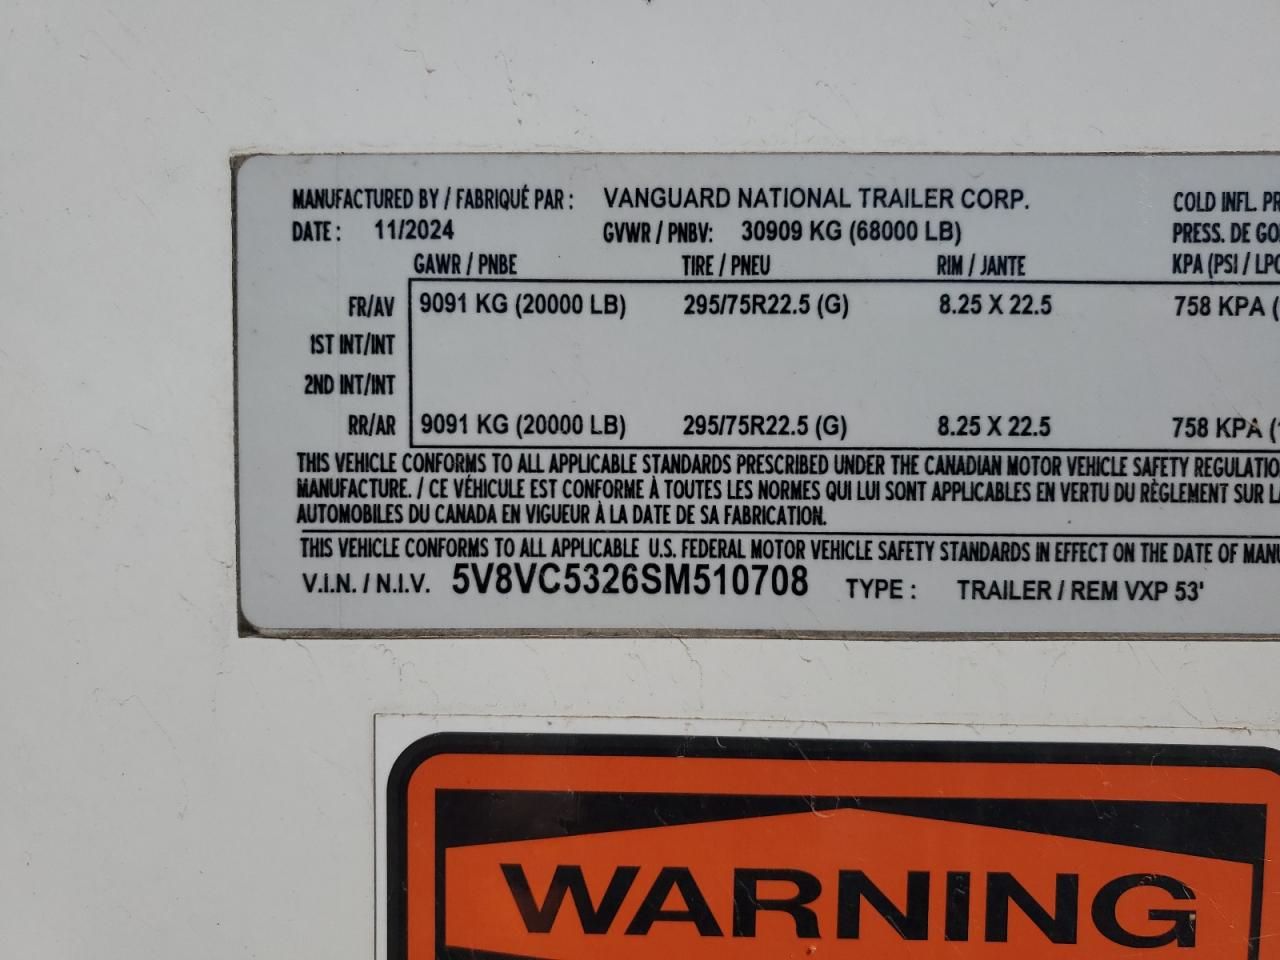 MANUFACTURED BY / FABRIQUÉ PAR : VANGUARD NATIONAL TRAILER CORP. COLD INFL. PR
DATE : 11/2024 GVWR / PNBV: 30909 KG (68000 LB) PRESS. DE GO
GAWR / PNBE TIRE / PNEU RIM / JANTE KPA (PSI / LPC
FR/AV 9091 KG (20000 LB) 295/75R22.5 (G) 8.25 X 22.5 758 KPA (
1ST INT/INT
2ND INT/INT
RR/AR 9091 KG (20000 LB) 295/75R22.5 (G) 8.25 X 22.5 758 KPA (1
THIS VEHICLE CONFORMS TO ALL APPLICABLE STANDARDS PRESCRIBED UNDER THE CANADIAN MOTOR VEHICLE SAFETY REGULATIO
MANUFACTURE. / CE VÉHICULE EST CONFORME À TOUTES LES NORMES QUI LUI SONT APPLICABLES EN VERTU DU RÈGLEMENT SUR LA
AUTOMOBILES DU CANADA EN VIGUEUR À LA DATE DE SA FABRICATION.
THIS VEHICLE CONFORMS TO ALL APPLICABLE U.S. FEDERAL MOTOR VEHICLE SAFETY STANDARDS IN EFFECT ON THE DATE OF MANU
V.I.N. / N.I.V. 5V8VC5326SM510708 TYPE : TRAILER / REM VXP 53'
WARNING